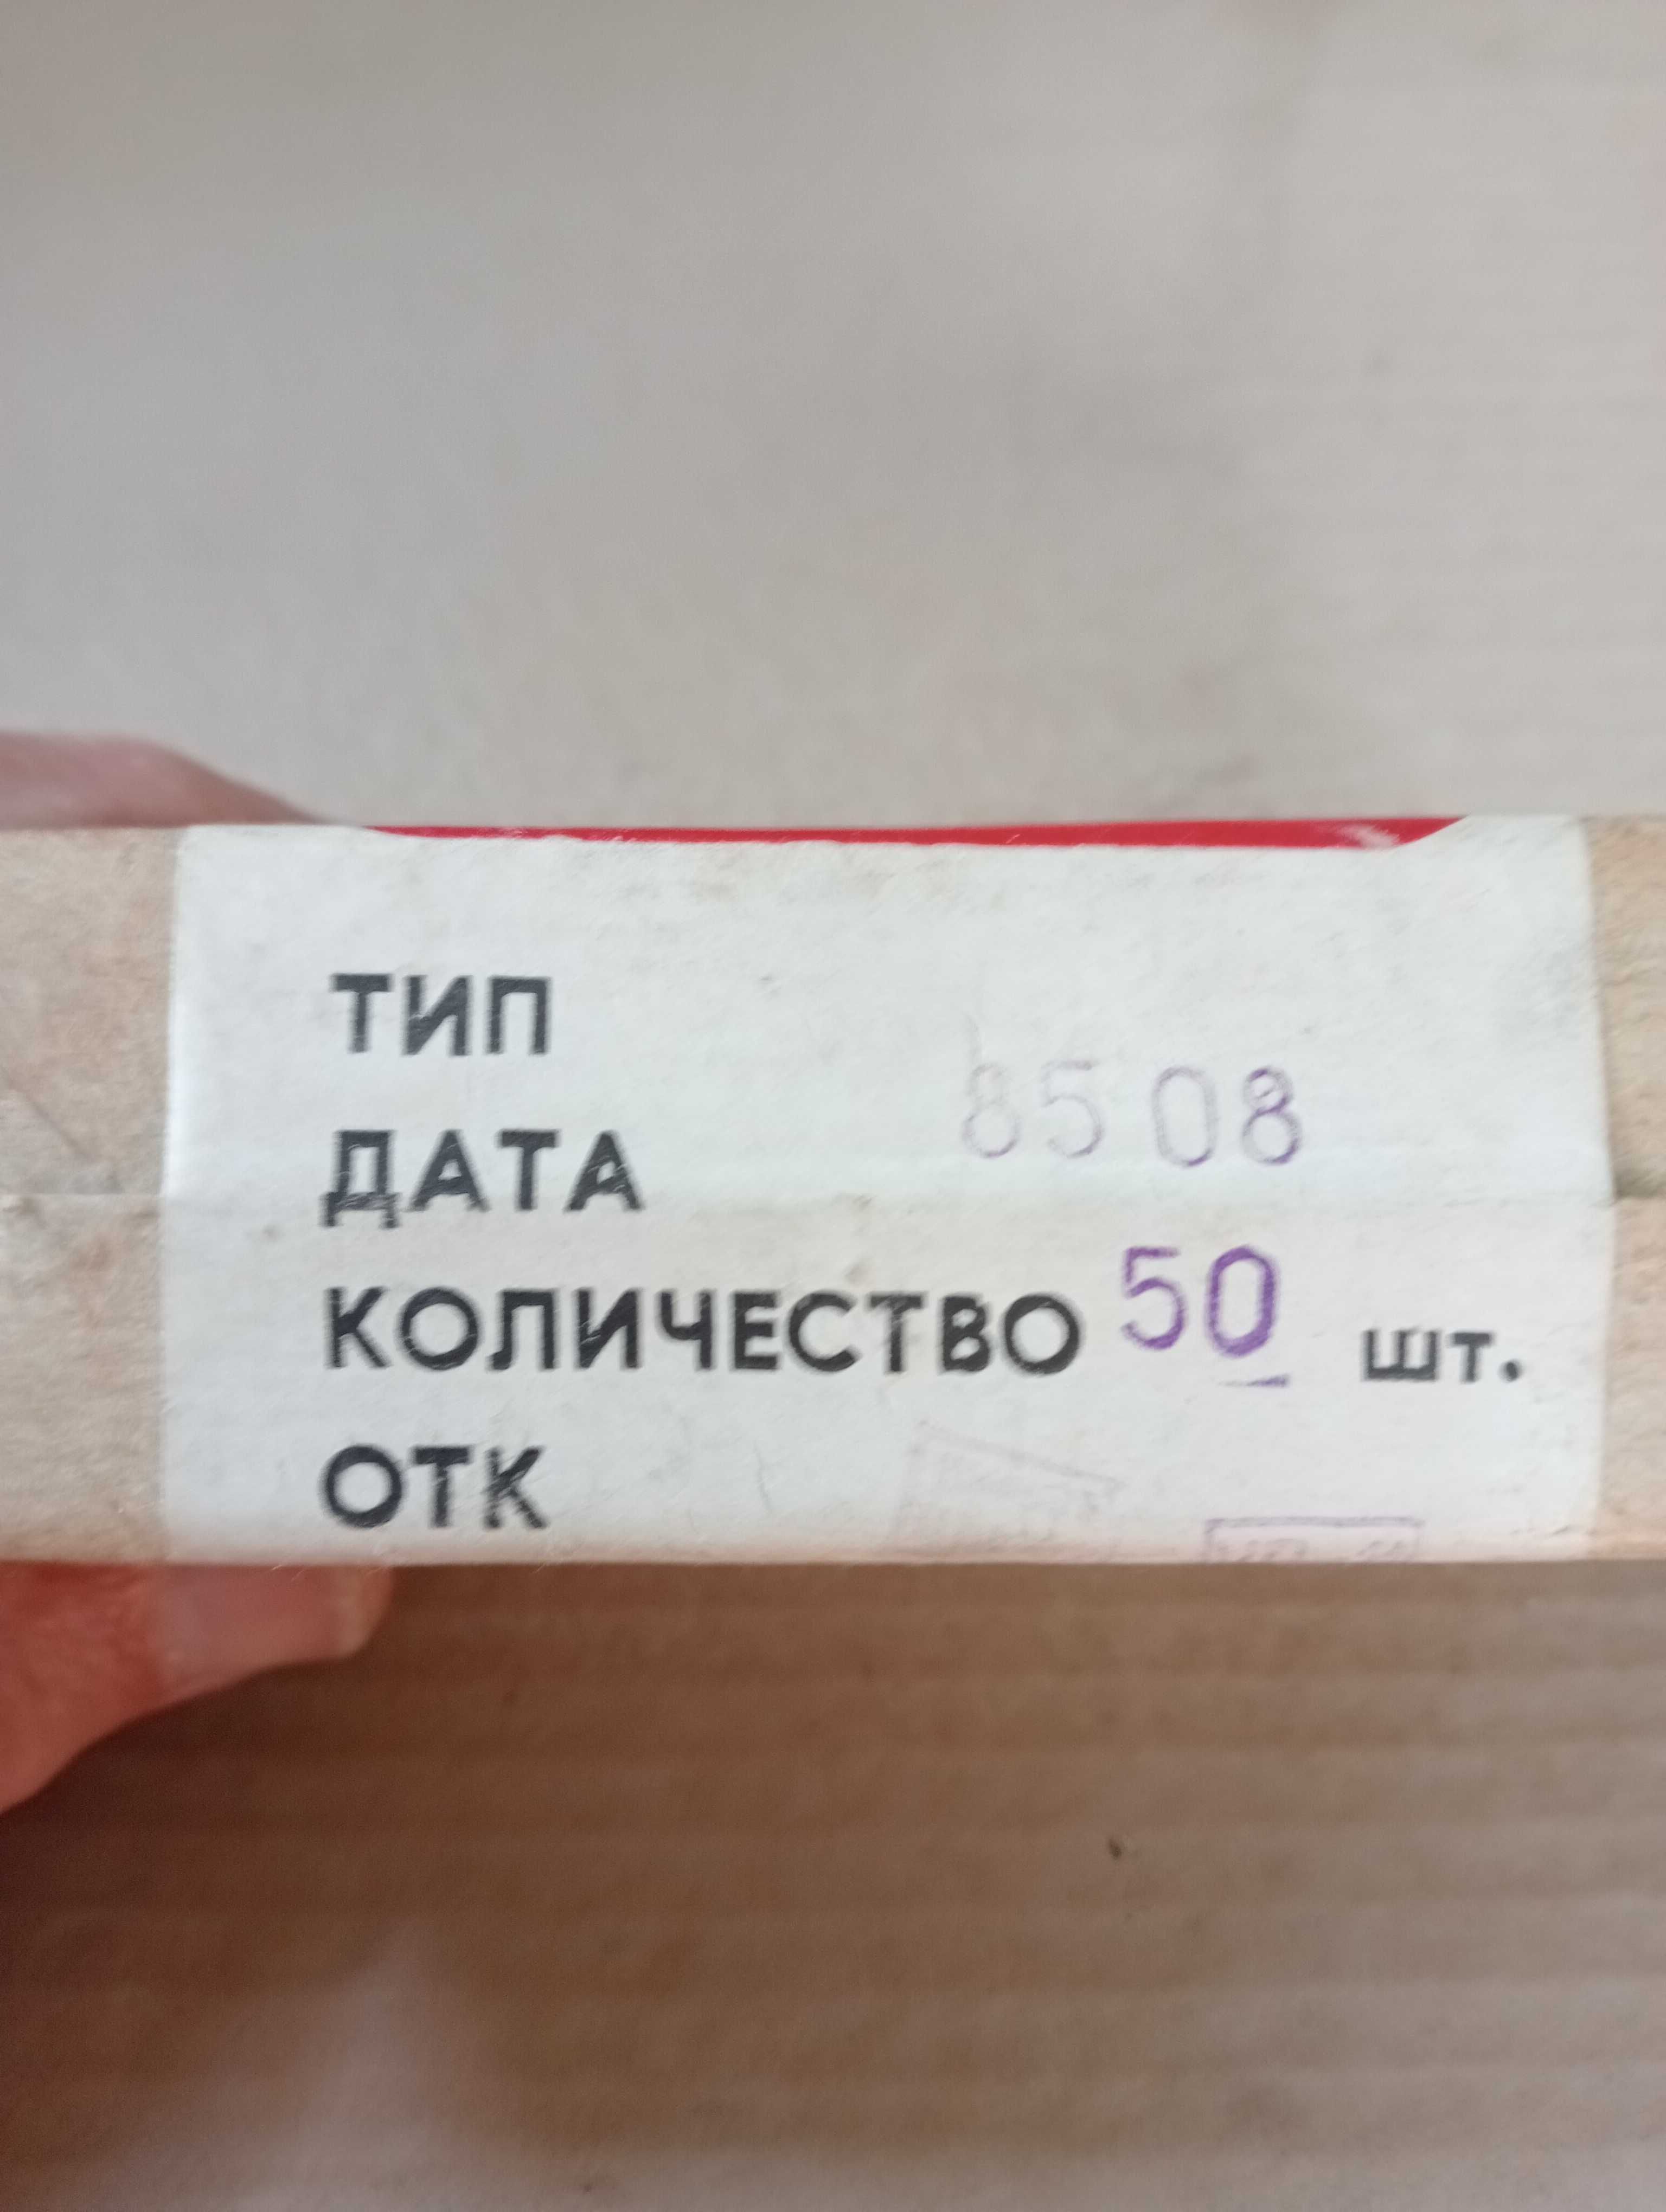 ТИП
ДАТА 8508
КОЛИЧЕСТВО 50 шт.
ОТК